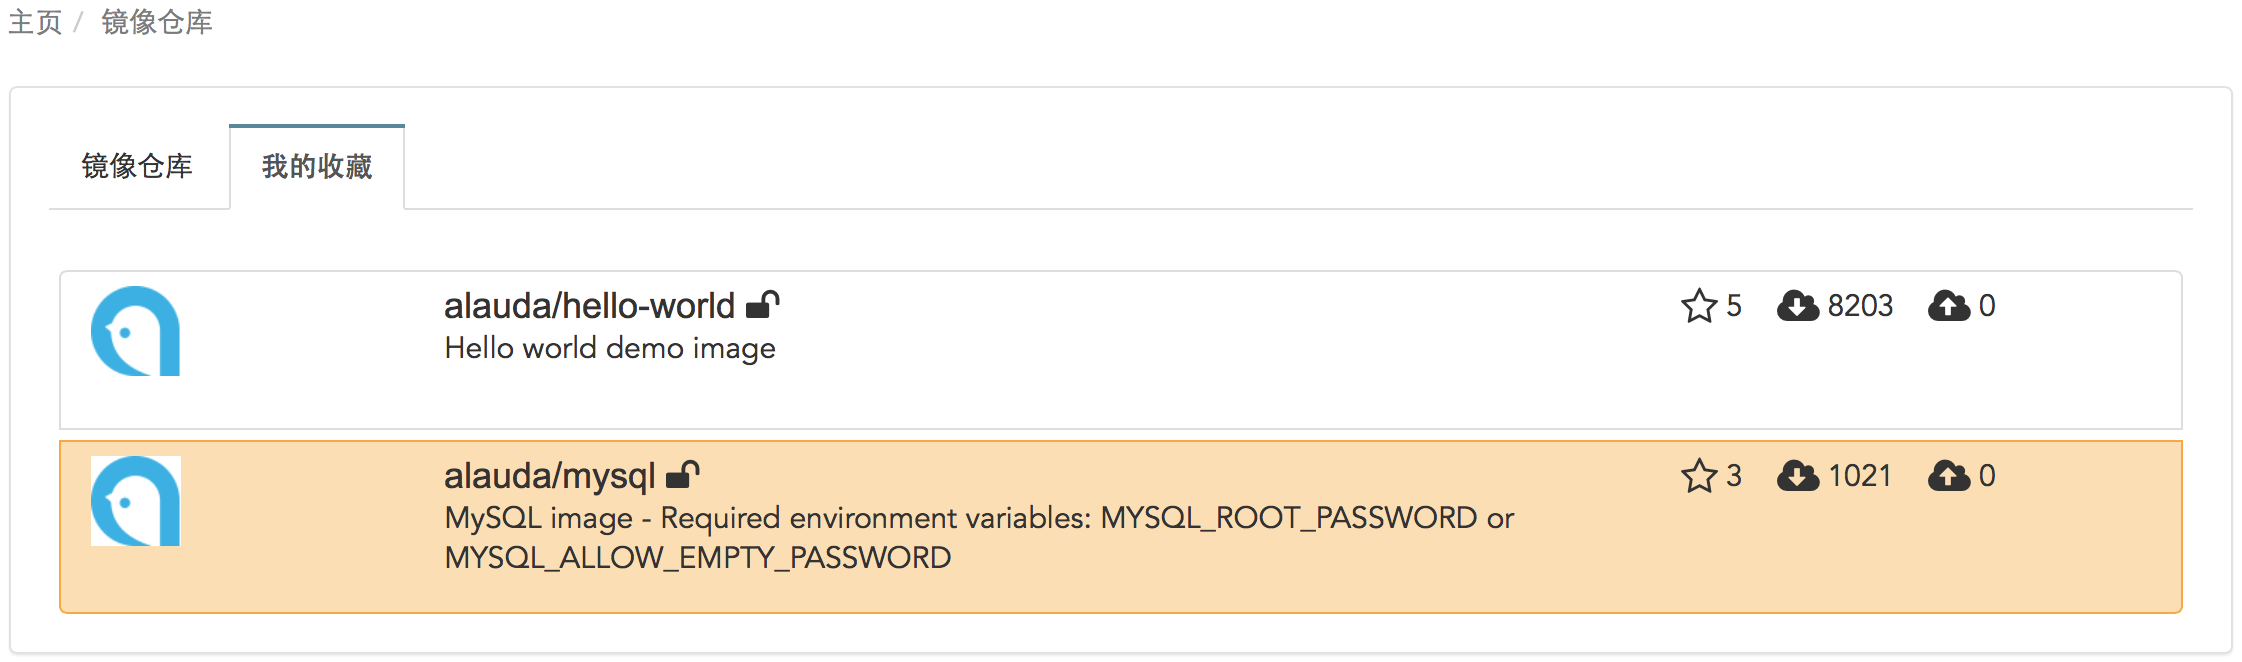 主页 / 镜像仓库
镜像仓库 我的收藏
alauda/hello-world 5 8203 0
Hello world demo image
alauda/mysql 3 1021 0
MySQL image - Required environment variables: MYSQL_ROOT_PASSWORD or
MYSQL_ALLOW_EMPTY_PASSWORD